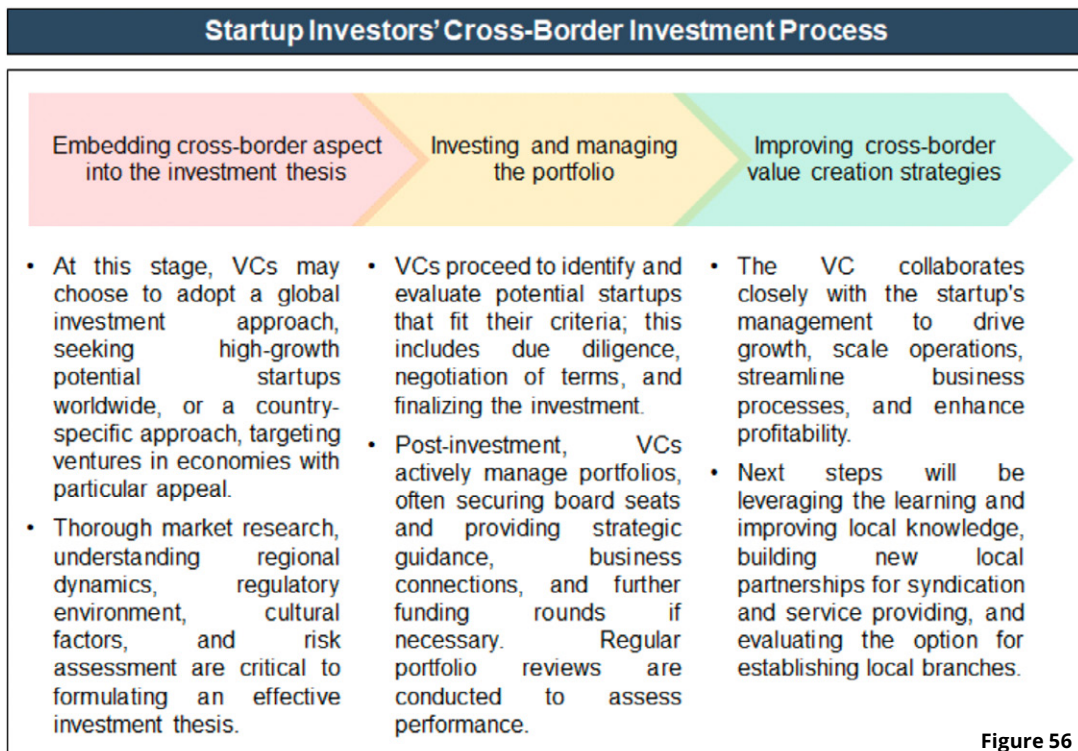 Startup Investors' Cross-Border Investment Process
Embedding cross-border aspect
into the investment thesis
Investing and managing
the portfolio
Improving cross-border
value creation strategies
• At this stage, VCs may
choose to adopt a global
investment approach,
seeking high-growth
potential startups
worldwide, or a country-
specific approach, targeting
ventures in economies with
particular appeal.
• Thorough market research,
understanding regional
dynamics, regulatory
environment, cultural
factors, and risk
assessment are critical to
formulating an effective
investment thesis.
• VCs proceed to identify and
evaluate potential startups
that fit their criteria; this
includes due diligence,
negotiation of terms, and
finalizing the investment.
• Post-investment, VCs
actively manage portfolios,
often securing board seats
and providing strategic
guidance, business
connections, and further
funding rounds if
necessary. Regular
portfolio reviews are
conducted to assess
performance.
• The VC collaborates
closely with the startup's
management to drive
growth, scale operations,
streamline business
processes, and enhance
profitability.
• Next steps will be
leveraging the learning and
improving local knowledge,
building new local
partnerships for syndication
and service providing, and
evaluating the option for
establishing local branches.
Figure 56